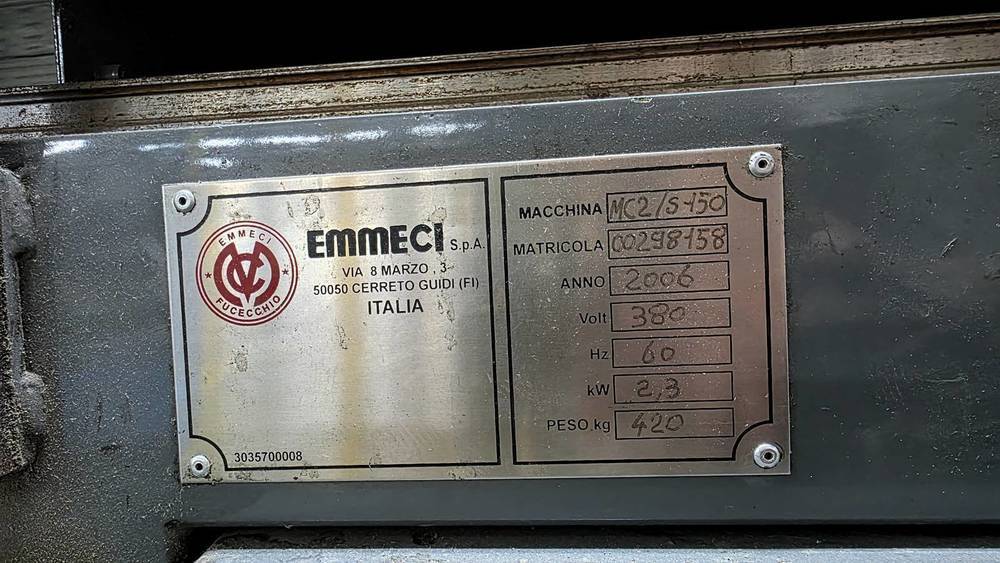 EMMECI
FUCECCHIO
EMMECI S.p.A.
VIA 8 MARZO , 3
50050 CERRETO GUIDI (FI)
ITALIA
3035700008
MACCHINA MC2/S-150
MATRICOLA 00298158
ANNO 2006
Volt 380
Hz 60
kW 2,3
PESO kg 420